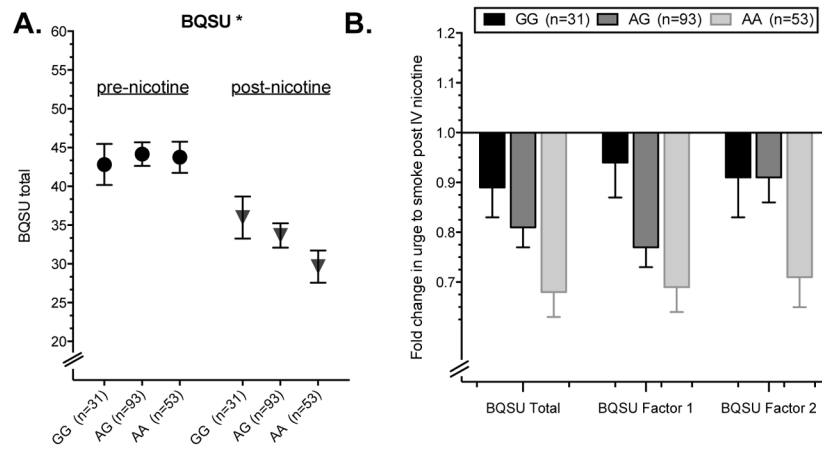 A.
BQSU *
pre-nicotine
post-nicotine
BQSU total
60
55
50
45
40
35
30
25
20
GG (n=31)
AG (n=93)
AA (n=53)
GG (n=31)
AG (n=93)
AA (n=53)
B.
GG (n=31) AG (n=93) AA (n=53)
Fold change in urge to smoke post IV nicotine
1.2
1.1
1.0
0.9
0.8
0.7
BQSU Total
BQSU Factor 1
BQSU Factor 2